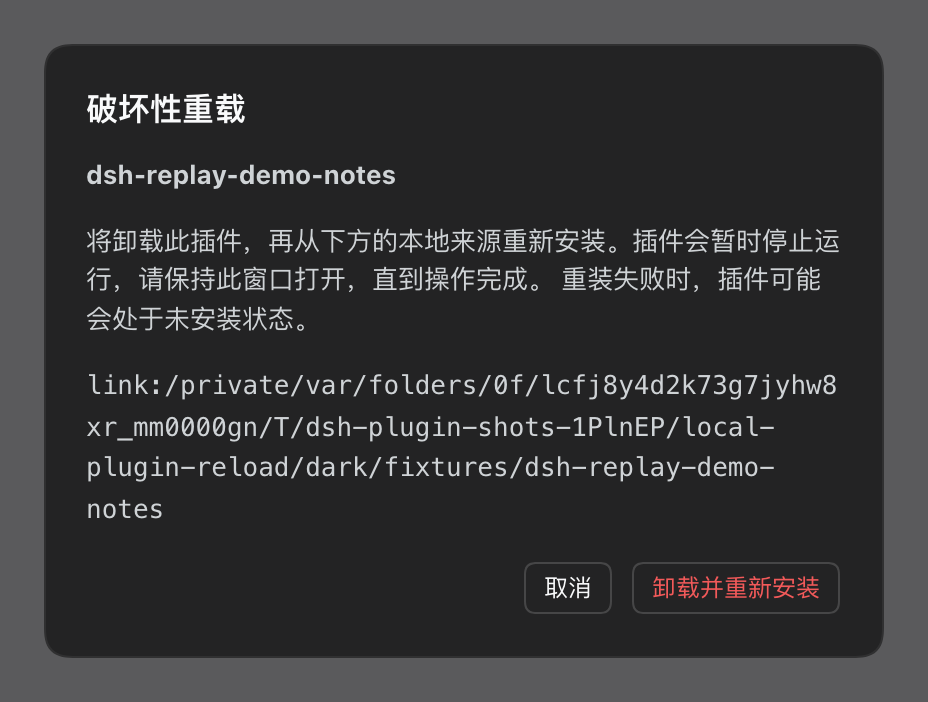 破坏性重载
dsh-replay-demo-notes
将卸载此插件，再从下方的本地来源重新安装。插件会暂时停止运
行，请保持此窗口打开，直到操作完成。 重装失败时，插件可能
会处于未安装状态。
link:/private/var/folders/0f/lcfj8y4d2k73g7jyhw8
xr_mm0000gn/T/dsh-plugin-shots-1PlnEP/local-
plugin-reload/dark/fixtures/dsh-replay-demo-
notes
取消
卸载并重新安装